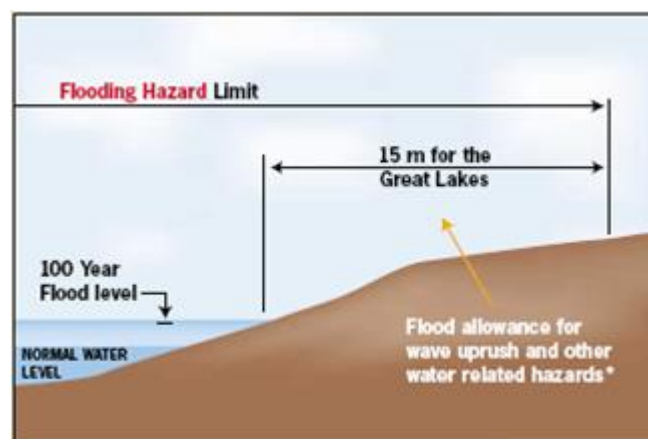 Flooding Hazard Limit
15 m for the
Great Lakes
100 Year
Flood level
NORMAL WATER
LEVEL
Flood allowance for
wave uprush and other
water related hazards*